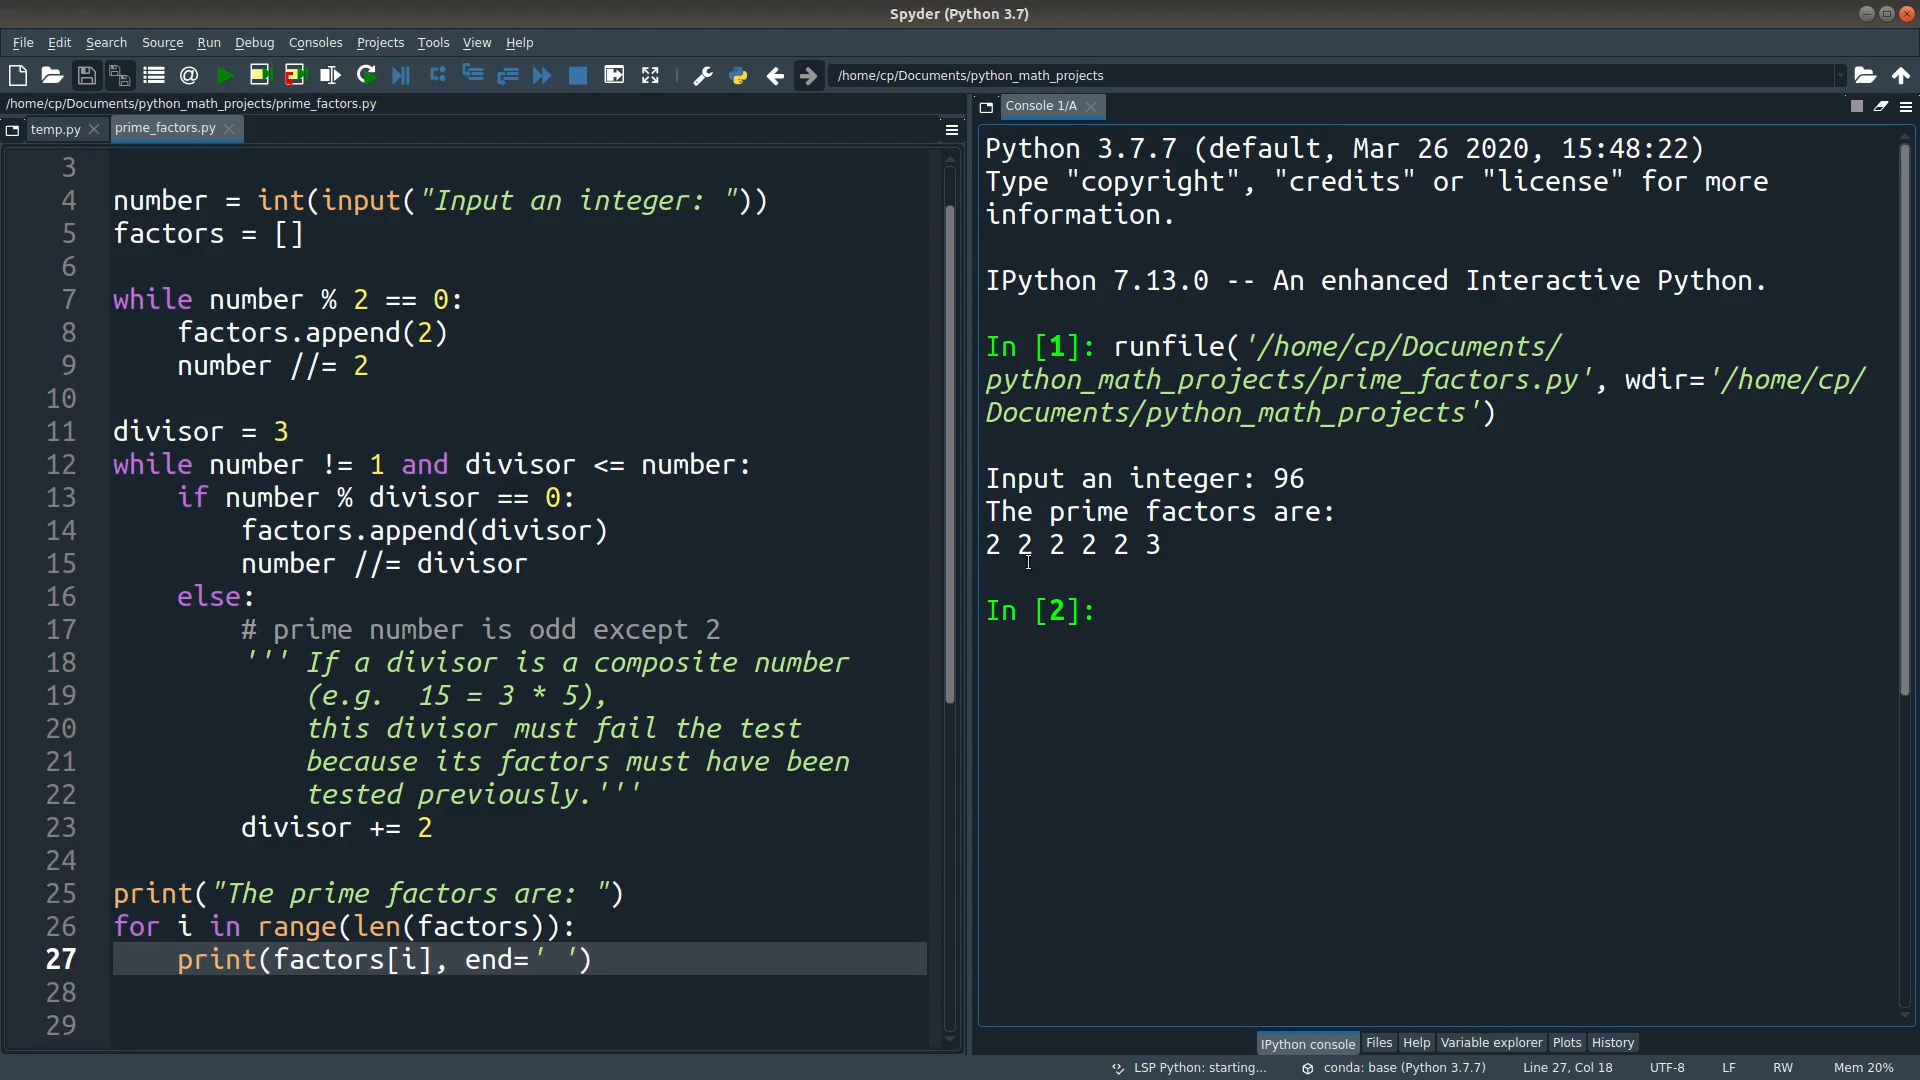 Spyder (Python 3.7)
File Edit Search Source Run Debug Consoles Projects Tools View Help
/home/cp/Documents/python_math_projects
/home/cp/Documents/python_math_projects/prime_factors.py
temp.py prime_factors.py
3
4 number = int(input("Input an integer: "))
5 factors = []
6
7 while number % 2 == 0:
8     factors.append(2)
9     number //= 2
10
11 divisor = 3
12 while number != 1 and divisor <= number:
13     if number % divisor == 0:
14         factors.append(divisor)
15         number //= divisor
16     else:
17         # prime number is odd except 2
18         ''' If a divisor is a composite number
19             (e.g.  15 = 3 * 5),
20             this divisor must fail the test
21             because its factors must have been
22             tested previously.'''
23         divisor += 2
24
25 print("The prime factors are: ")
26 for i in range(len(factors)):
27     print(factors[i], end=' ')
28
29
Console 1/A
Python 3.7.7 (default, Mar 26 2020, 15:48:22)
Type "copyright", "credits" or "license" for more
information.
IPython 7.13.0 -- An enhanced Interactive Python.
In [1]: runfile('/home/cp/Documents/
python_math_projects/prime_factors.py', wdir='/home/cp/
Documents/python_math_projects')
Input an integer: 96
The prime factors are:
2 2 2 2 2 3
In [2]:
IPython console Files Help Variable explorer Plots History
LSP Python: starting... conda: base (Python 3.7.7) Line 27, Col 18 UTF-8 LF RW Mem 20%